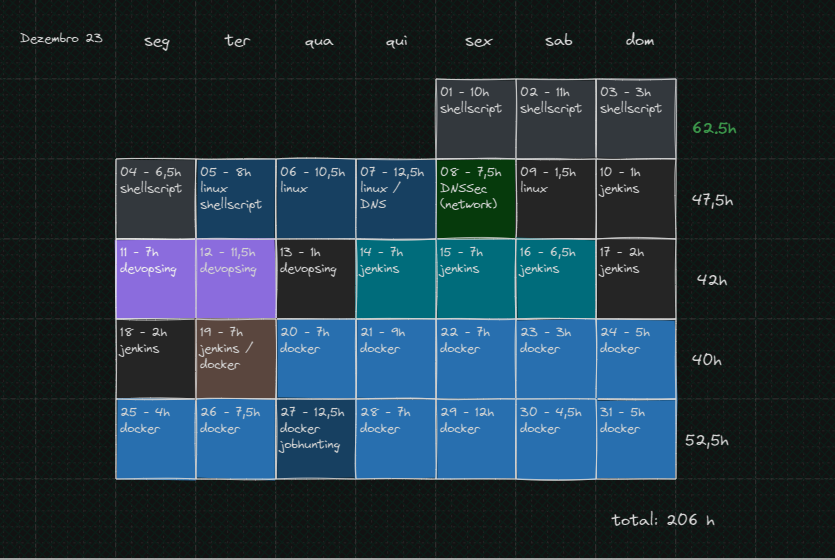 Dezembro 23 seg ter qua qui sex sab dom
01 - 10h
shellscript
02 - 11h
shellscript
03 - 3h
shellscript
62.5h
04 - 6,5h
shellscript
05 - 8h
linux
shellscript
06 - 10,5h
linux
07 - 12,5h
linux /
DNS
08 - 7,5h
DNSSec
(network)
09 - 1,5h
linux
10 - 1h
jenkins
47,5h
11 - 7h
devopsing
12 - 11,5h
devopsing
13 - 1h
devopsing
14 - 7h
jenkins
15 - 7h
jenkins
16 - 6,5h
jenkins
17 - 2h
jenkins
42h
18 - 2h
jenkins
19 - 7h
jenkins /
docker
20 - 7h
docker
21 - 9h
docker
22 - 7h
docker
23 - 3h
docker
24 - 5h
docker
40h
25 - 4h
docker
26 - 7,5h
docker
27 - 12,5h
docker
jobhunting
28 - 7h
docker
29 - 12h
docker
30 - 4,5h
docker
31 - 5h
docker
52,5h
total: 206 h